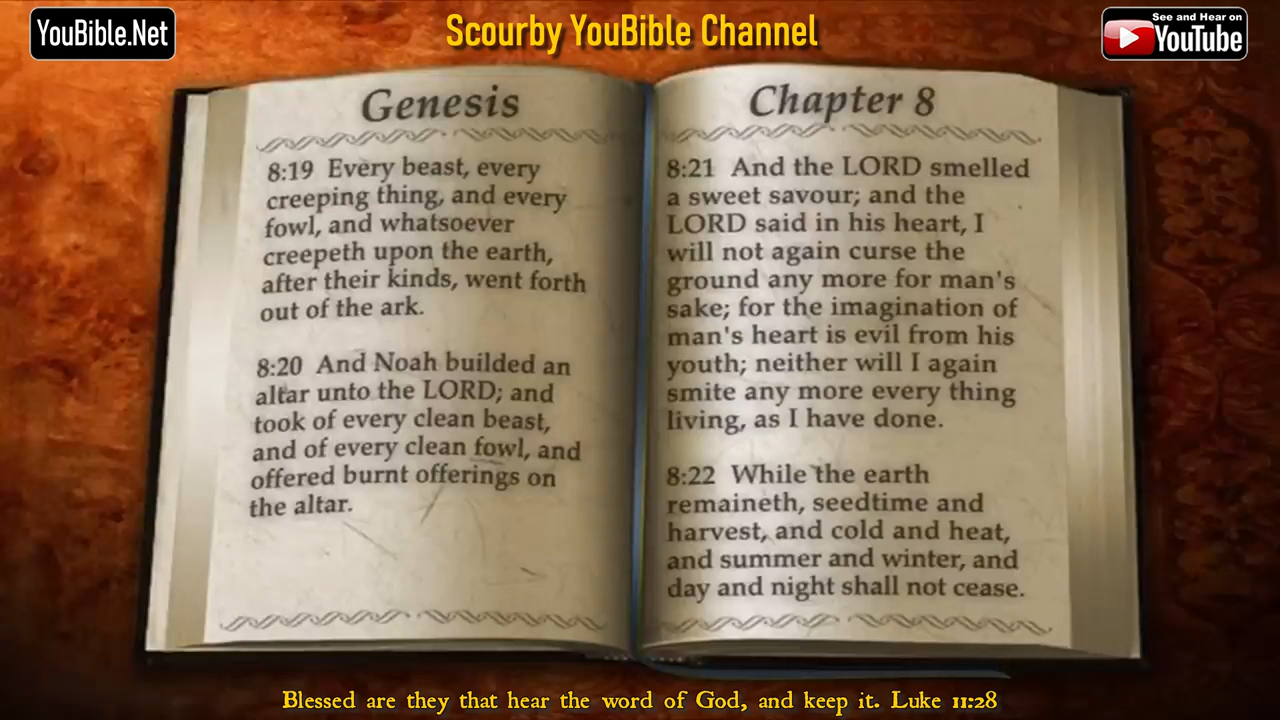 YouBible.Net
Scourby YouBible Channel
See and Hear on
YouTube
Genesis
8:19 Every beast, every
creeping thing, and every
fowl, and whatsoever
creepeth upon the earth,
after their kinds, went forth
out of the ark.
8:20 And Noah builded an
altar unto the LORD; and
took of every clean beast,
and of every clean fowl, and
offered burnt offerings on
the altar.
Chapter 8
8:21 And the LORD smelled
a sweet savour; and the
LORD said in his heart, I
will not again curse the
ground any more for man's
sake; for the imagination of
man's heart is evil from his
youth; neither will I again
smite any more every thing
living, as I have done.
8:22 While the earth
remaineth, seedtime and
harvest, and cold and heat,
and summer and winter, and
day and night shall not cease.
Blessed are they that hear the word of God, and keep it. Luke 11:28